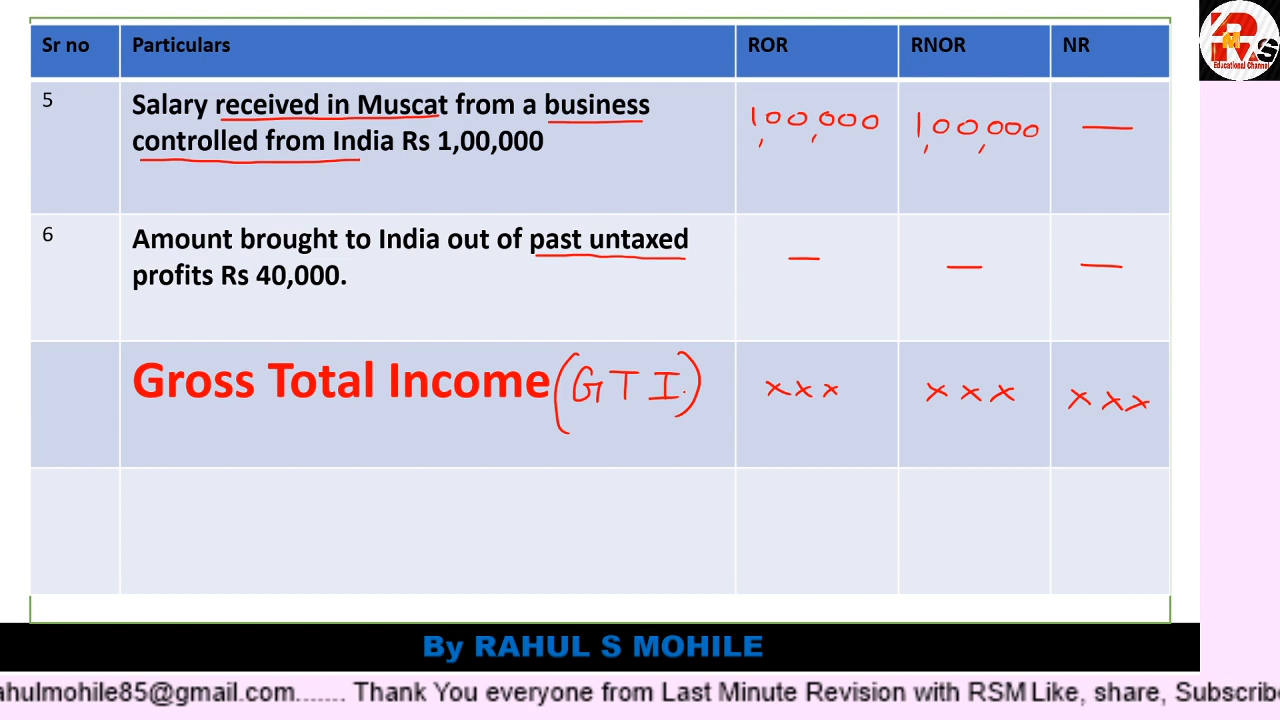 Sr no Particulars ROR RNOR NR
5 Salary received in Muscat from a business 1,00,000 1,00,000 —
controlled from India Rs 1,00,000
6 Amount brought to India out of past untaxed — — —
profits Rs 40,000.
Gross Total Income (GTI) xxx xxx xxx
By RAHUL S MOHILE
ahulmohile85@gmail.com....... Thank You everyone from Last Minute Revision with RSM Like, share, Subscribe
RMS
Educational Channel